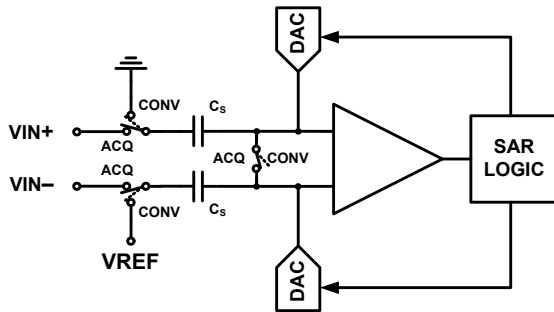 DAC
CONV
Cs
VIN+
ACQ
ACQ
CONV
SAR
LOGIC
ACQ
VIN–
CONV
Cs
VREF
DAC